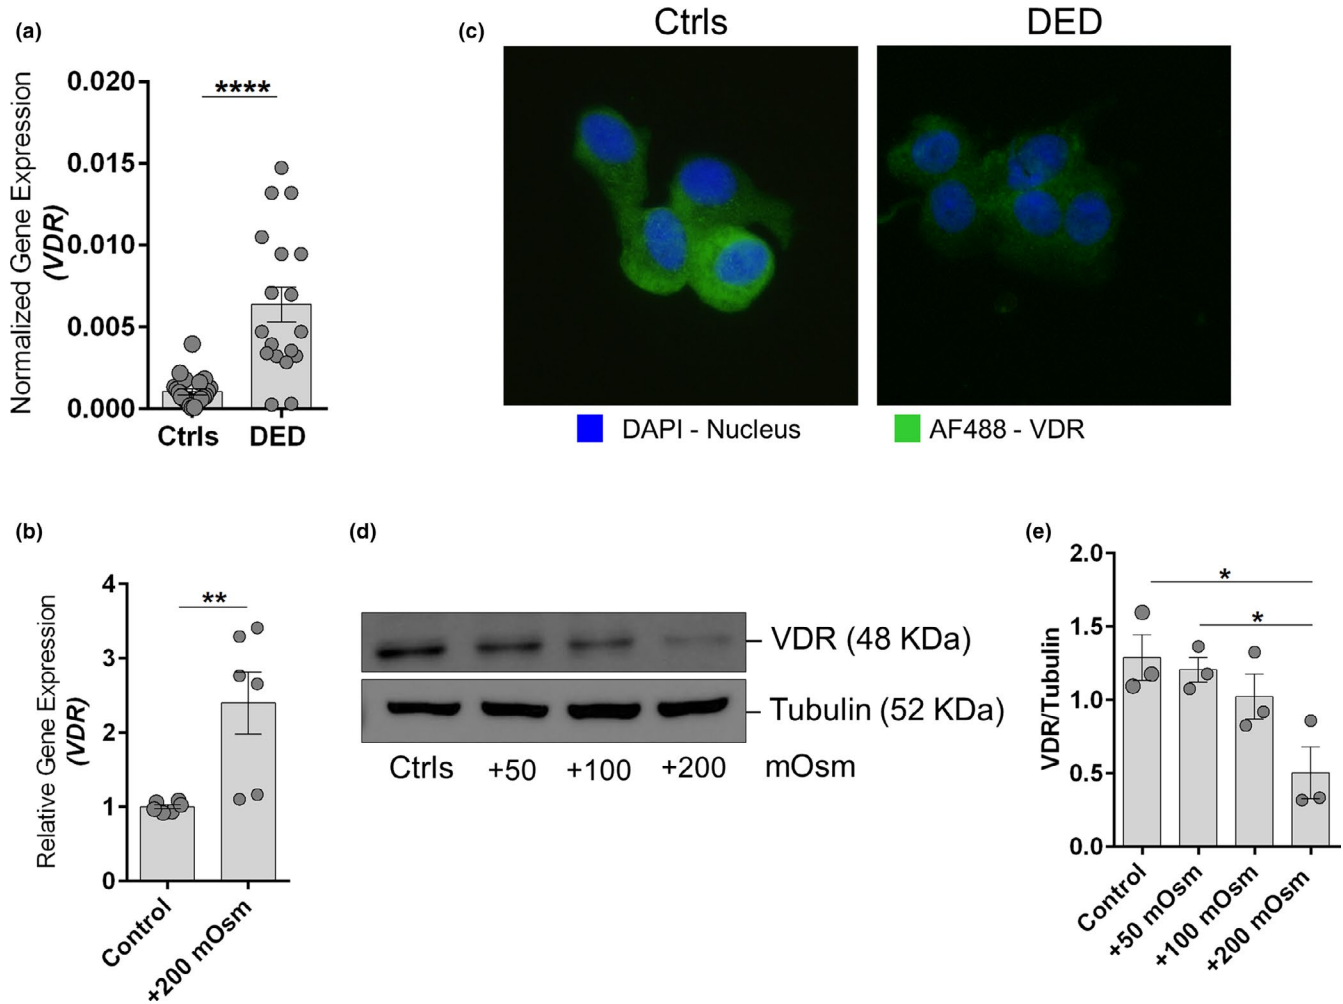 (a)
Normalized Gene Expression
(VDR)
0.020
0.015
0.010
0.005
0.000
****
Ctrls DED
(c)
Ctrls DED
DAPI - Nucleus AF488 - VDR
(b)
Relative Gene Expression
(VDR)
4
3
2
1
0
**
Control +200 mOsm
(d)
VDR (48 KDa)
Tubulin (52 KDa)
Ctrls +50 +100 +200 mOsm
(e)
VDR/Tubulin
2.0
1.5
1.0
0.5
0.0
*
*
Control +50 mOsm +100 mOsm +200 mOsm